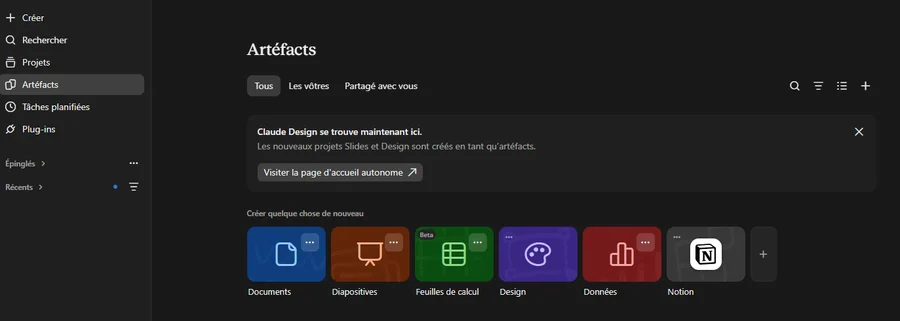 Créer
Rechercher
Projets
Artéfacts
Tâches planifiées
Plug-ins
Épinglés
Récents
Artéfacts
Tous Les vôtres Partagé avec vous
Claude Design se trouve maintenant ici.
Les nouveaux projets Slides et Design sont créés en tant qu'artéfacts.
Visiter la page d'accueil autonome
Créer quelque chose de nouveau
Beta
N
Documents Diapositives Feuilles de calcul Design Données Notion